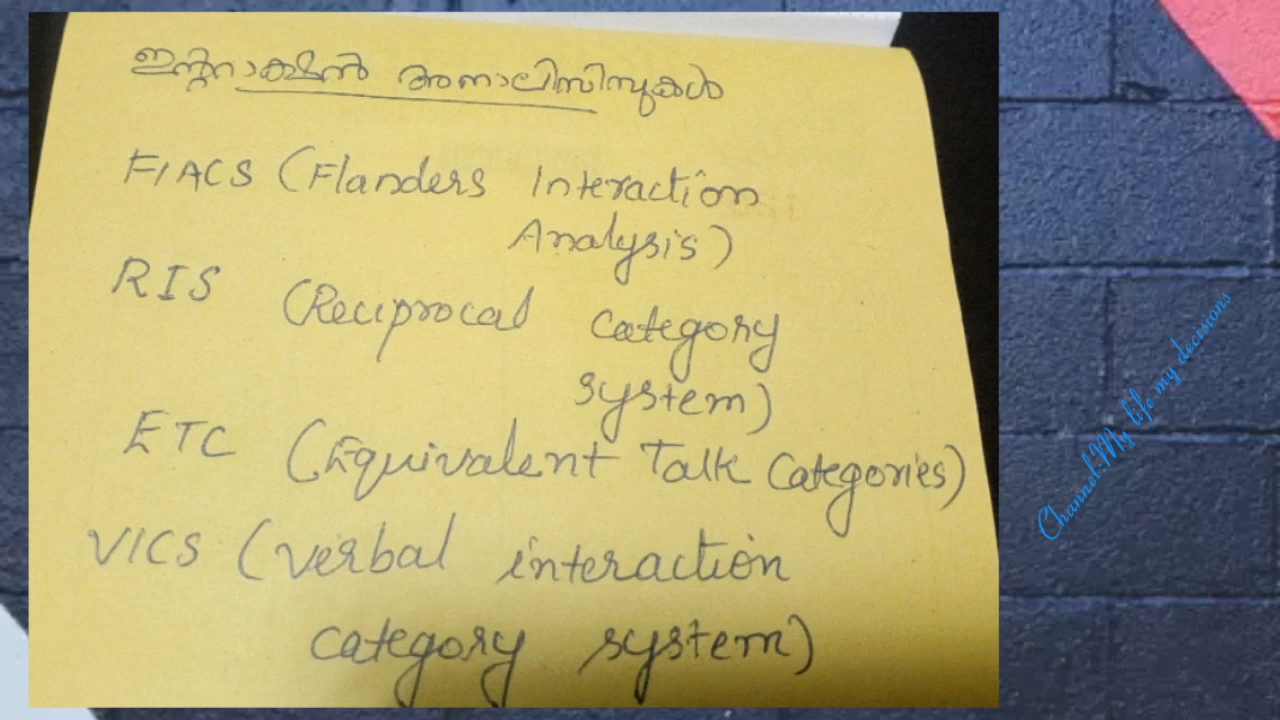 ഇന്ററാക്ഷൻ അനാലിസിസുകൾ
FIACS (Flanders Interaction
Analysis)
RIS (Reciprocal category
system)
ETC (Equivalent Talk Categories)
VICS (verbal interaction
category system)
Channel:My life my decisions